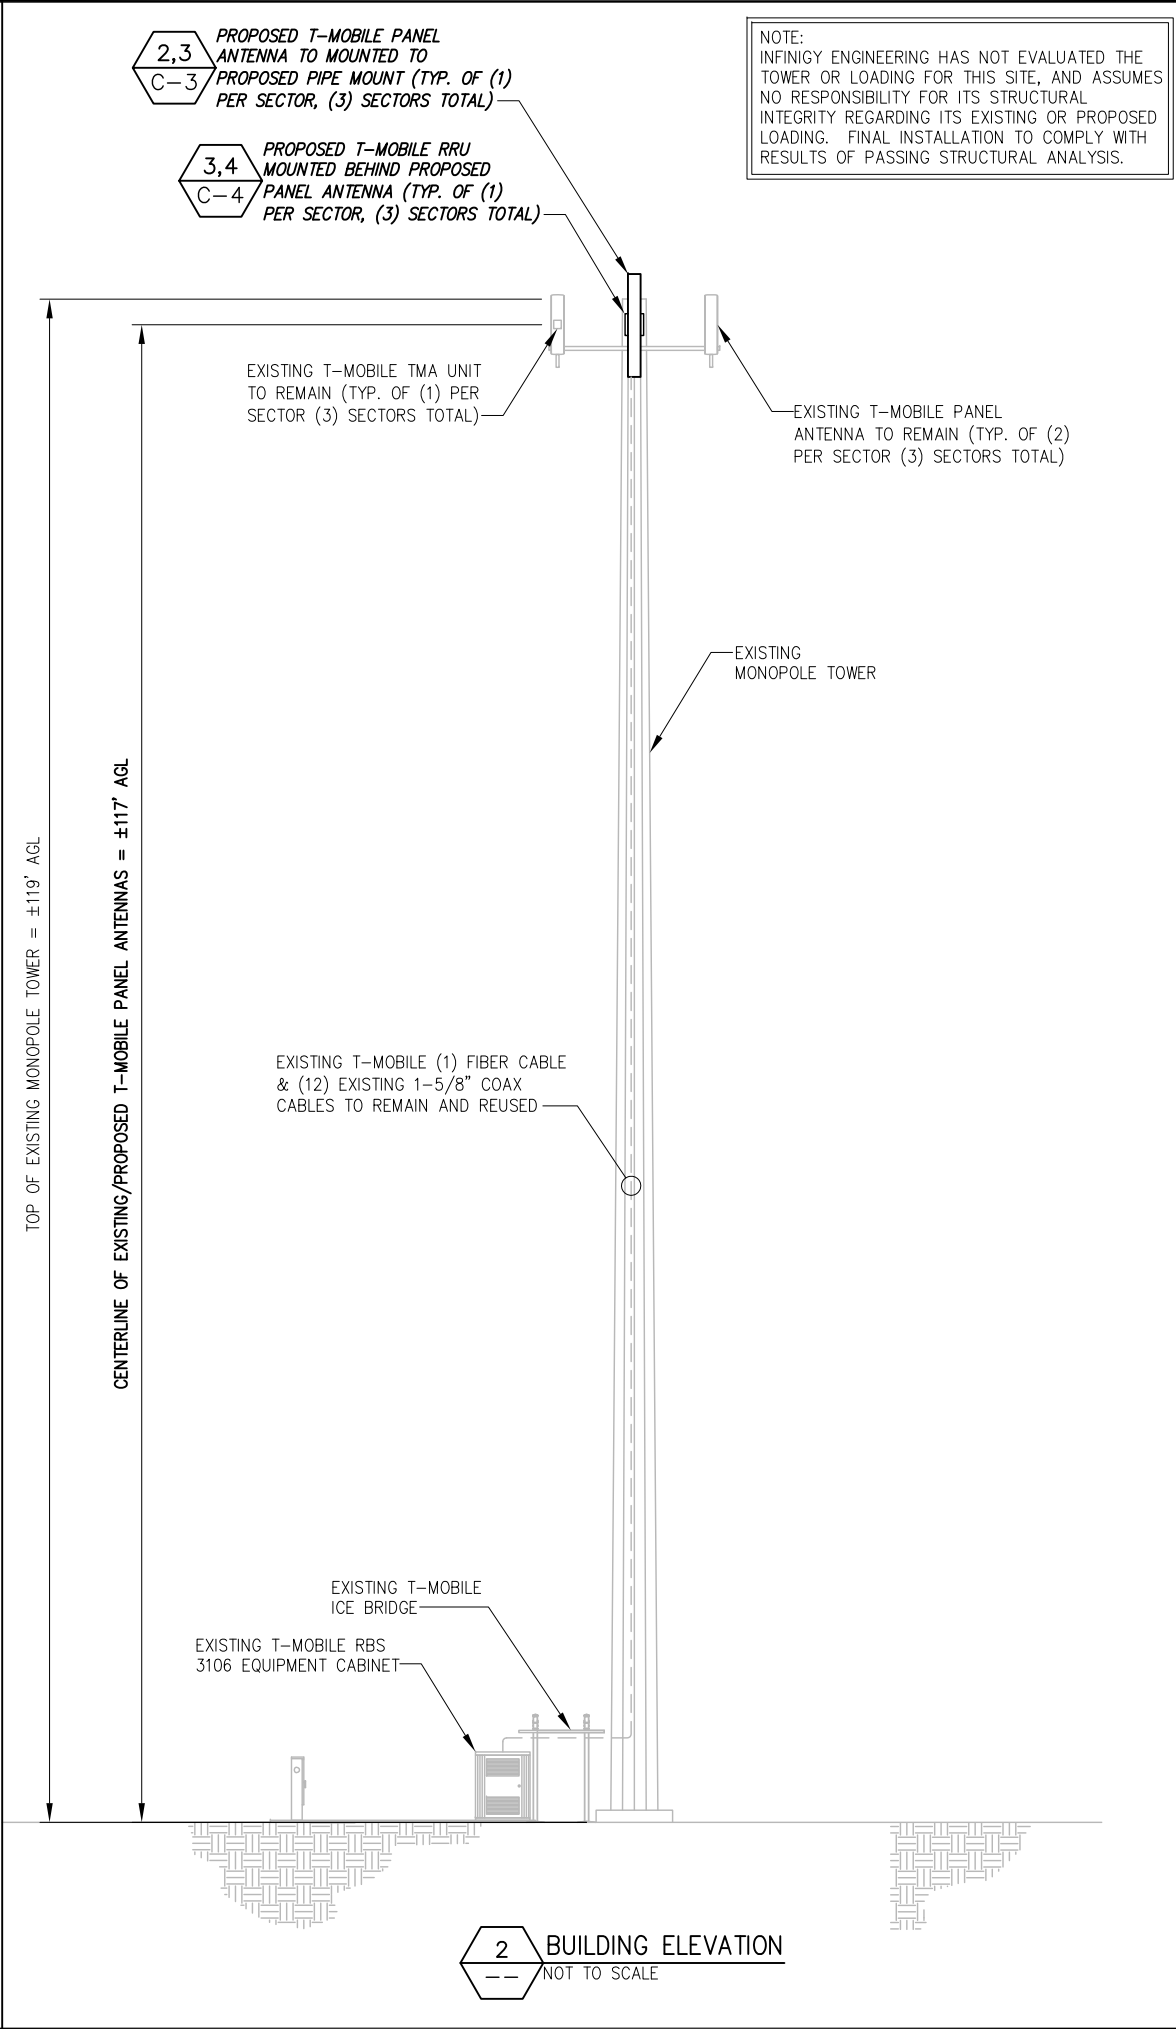 2,3
C-3
PROPOSED T-MOBILE PANEL
ANTENNA TO MOUNTED TO
PROPOSED PIPE MOUNT (TYP. OF (1)
PER SECTOR, (3) SECTORS TOTAL)
NOTE:
INFINIGY ENGINEERING HAS NOT EVALUATED THE
TOWER OR LOADING FOR THIS SITE, AND ASSUMES
NO RESPONSIBILITY FOR ITS STRUCTURAL
INTEGRITY REGARDING ITS EXISTING OR PROPOSED
LOADING. FINAL INSTALLATION TO COMPLY WITH
RESULTS OF PASSING STRUCTURAL ANALYSIS.
3,4
C-4
PROPOSED T-MOBILE RRU
MOUNTED BEHIND PROPOSED
PANEL ANTENNA (TYP. OF (1)
PER SECTOR, (3) SECTORS TOTAL)
EXISTING T-MOBILE TMA UNIT
TO REMAIN (TYP. OF (1) PER
SECTOR (3) SECTORS TOTAL)
EXISTING T-MOBILE PANEL
ANTENNA TO REMAIN (TYP. OF (2)
PER SECTOR (3) SECTORS TOTAL)
EXISTING
MONOPOLE TOWER
TOP OF EXISTING MONOPOLE TOWER = ±119' AGL
CENTERLINE OF EXISTING/PROPOSED T-MOBILE PANEL ANTENNAS = ±117' AGL
EXISTING T-MOBILE (1) FIBER CABLE
& (12) EXISTING 1-5/8" COAX
CABLES TO REMAIN AND REUSED
EXISTING T-MOBILE
ICE BRIDGE
EXISTING T-MOBILE RBS
3106 EQUIPMENT CABINET
2
--
BUILDING ELEVATION
NOT TO SCALE